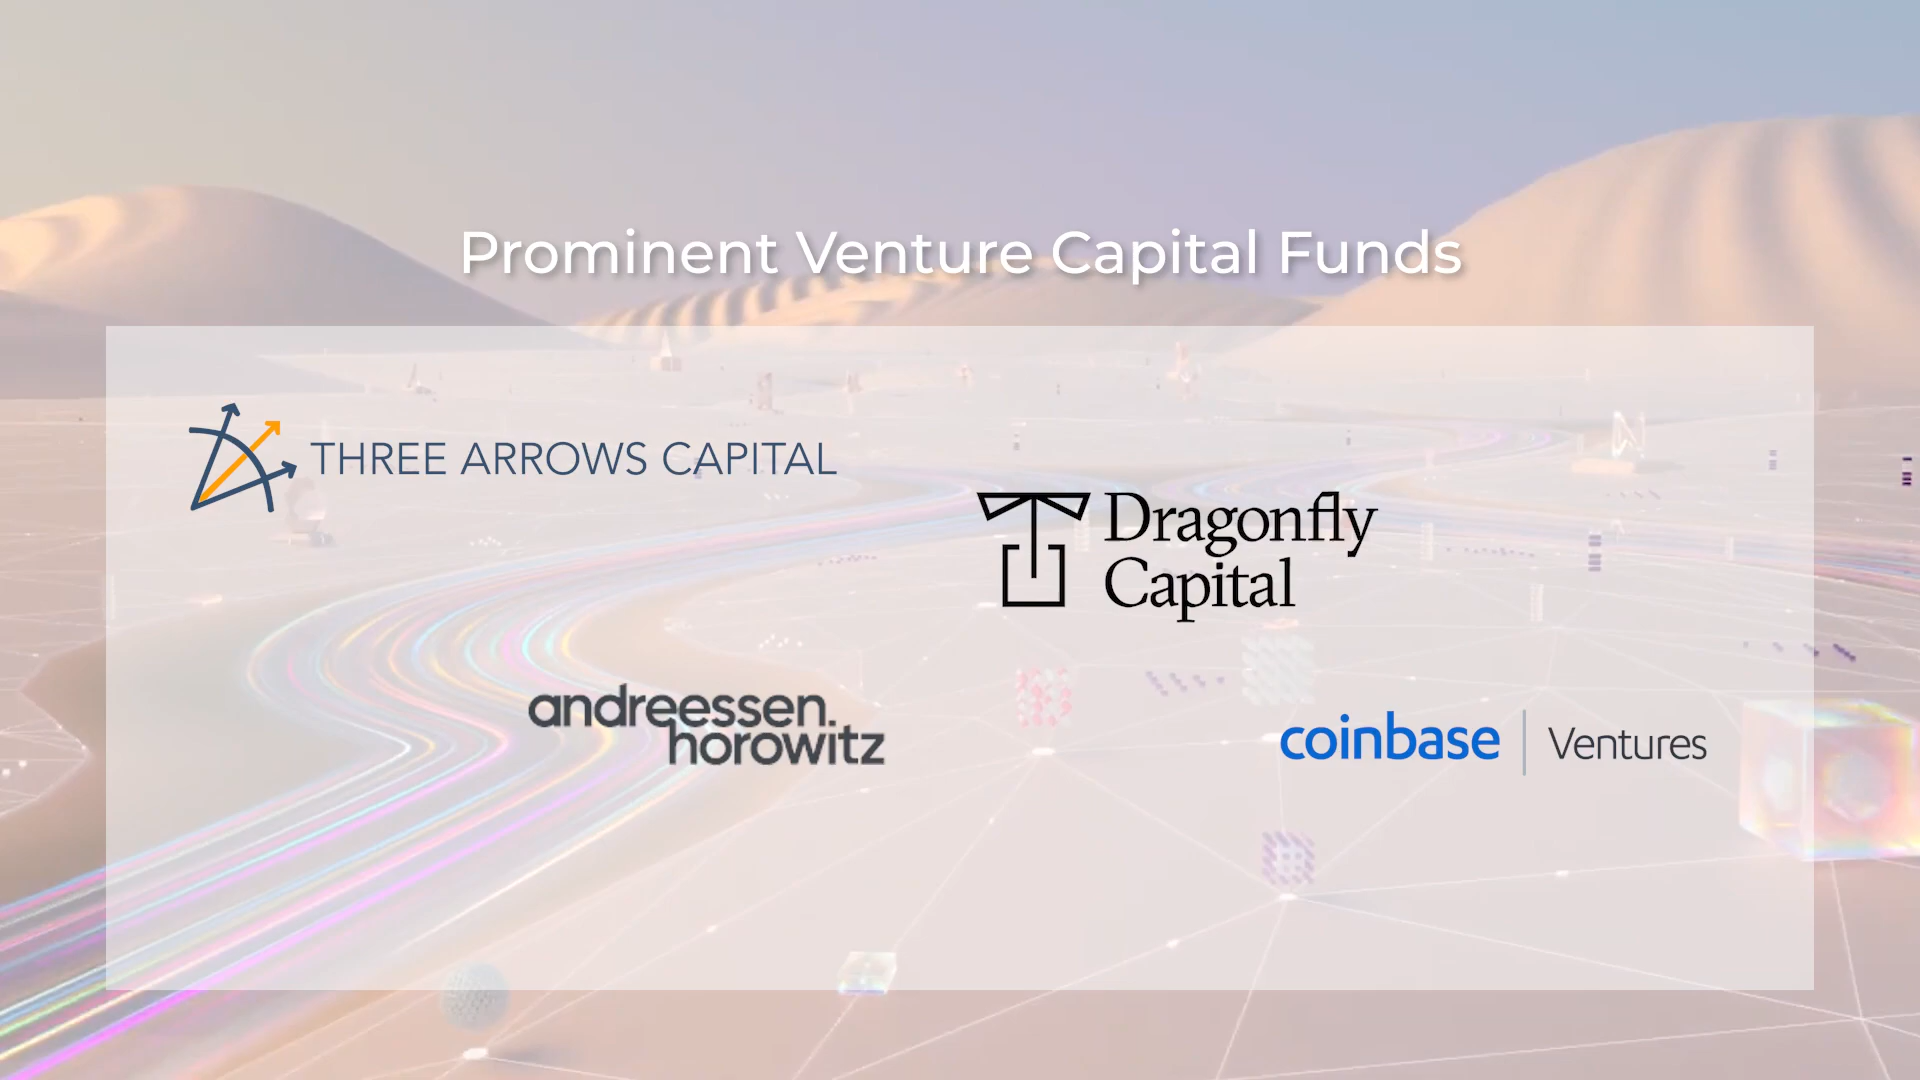 Prominent Venture Capital Funds
THREE ARROWS CAPITAL
Dragonfly
Capital
andreessen.
horowitz
coinbase | Ventures